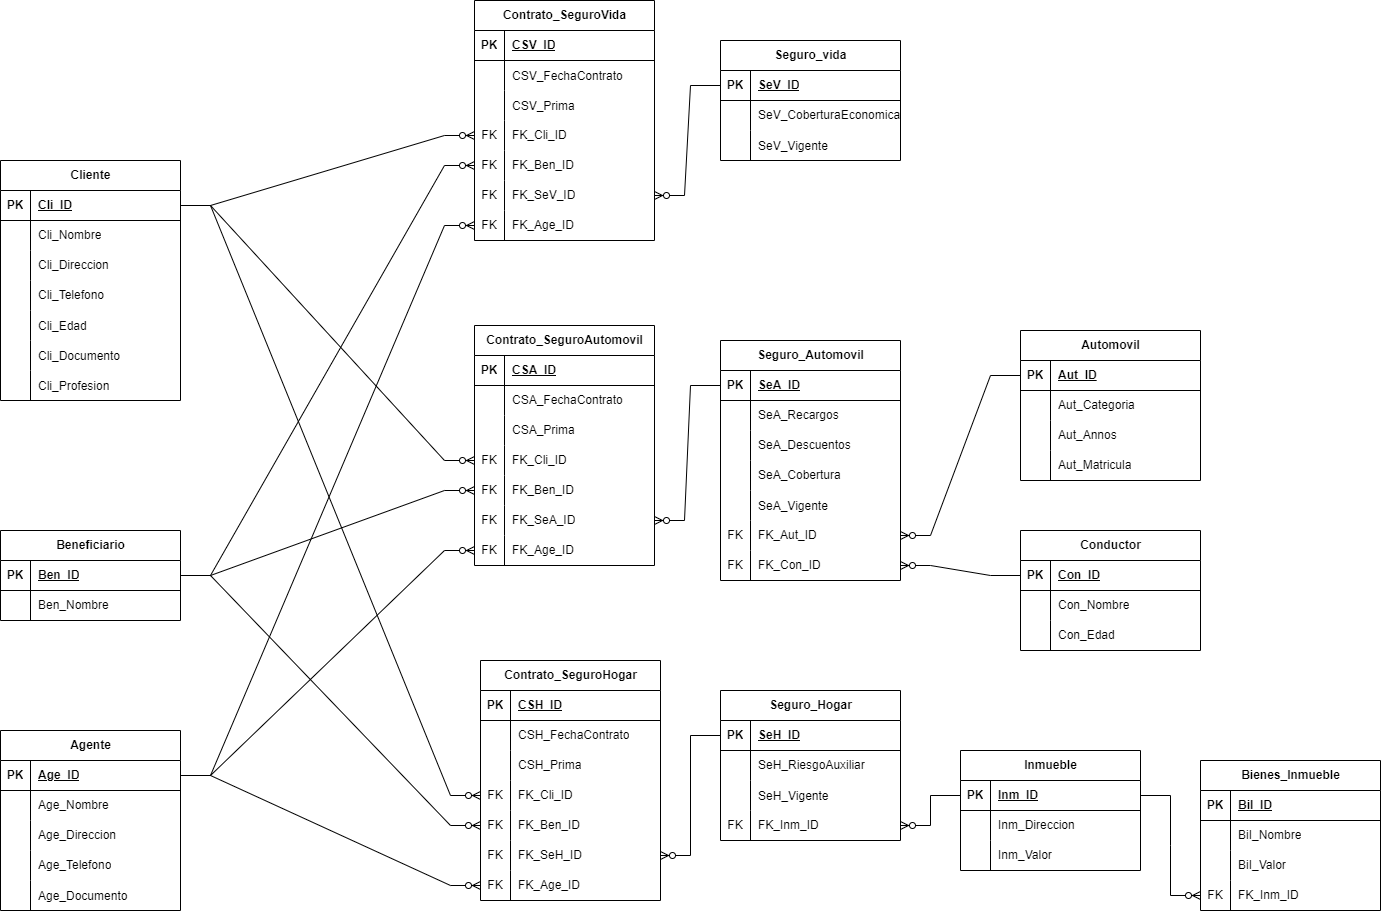 Contrato_SeguroVida
PK CSV_ID
CSV_FechaContrato
CSV_Prima
FK FK_Cli_ID
FK FK_Ben_ID
FK FK_SeV_ID
FK FK_Age_ID
Seguro_vida
PK SeV_ID
SeV_CoberturaEconomica
SeV_Vigente
Cliente
PK Cli_ID
Cli_Nombre
Cli_Direccion
Cli_Telefono
Cli_Edad
Cli_Documento
Cli_Profesion
Contrato_SeguroAutomovil
PK CSA_ID
CSA_FechaContrato
CSA_Prima
FK FK_Cli_ID
FK FK_Ben_ID
FK FK_SeA_ID
FK FK_Age_ID
Seguro_Automovil
PK SeA_ID
SeA_Recargos
SeA_Descuentos
SeA_Cobertura
SeA_Vigente
FK FK_Aut_ID
FK FK_Con_ID
Automovil
PK Aut_ID
Aut_Categoria
Aut_Annos
Aut_Matricula
Beneficiario
PK Ben_ID
Ben_Nombre
Conductor
PK Con_ID
Con_Nombre
Con_Edad
Contrato_SeguroHogar
PK CSH_ID
CSH_FechaContrato
CSH_Prima
FK FK_Cli_ID
FK FK_Ben_ID
FK FK_SeH_ID
FK FK_Age_ID
Seguro_Hogar
PK SeH_ID
SeH_RiesgoAuxiliar
SeH_Vigente
FK FK_Inm_ID
Agente
PK Age_ID
Age_Nombre
Age_Direccion
Age_Telefono
Age_Documento
Inmueble
PK Inm_ID
Inm_Direccion
Inm_Valor
Bienes_Inmueble
PK Bil_ID
Bil_Nombre
Bil_Valor
FK FK_Inm_ID